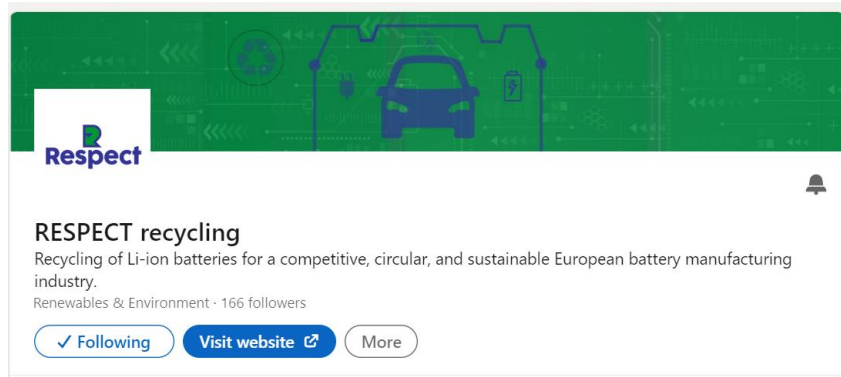 Respect
RESPECT recycling
Recycling of Li-ion batteries for a competitive, circular, and sustainable European battery manufacturing
industry.
Renewables & Environment · 166 followers
✓ Following
Visit website
More